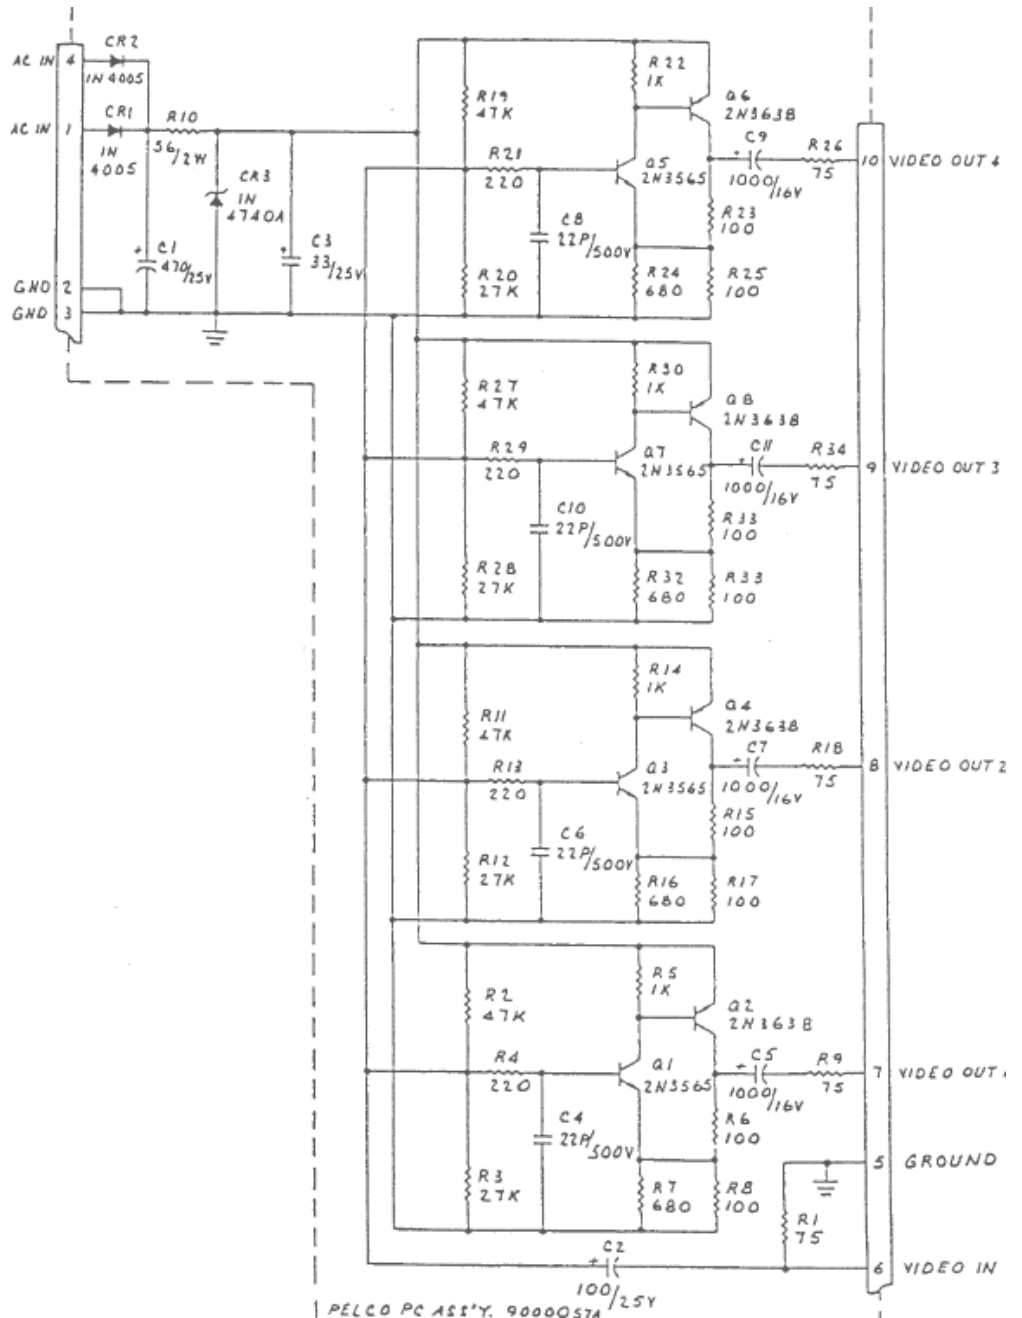 AC IN 4
CR2
1N 4005
AC IN 1
CR1
1N
4005
R10
56/2W
CR3
1N
4740A
C1
470/25V
C3
33/25V
GND 2
GND 3
R19
47K
R21
220
R20
27K
C8
22P/500V
R22
1K
Q6
2N3638
Q5
2N3565
C9
1000/16V
R26
75
10 VIDEO OUT 4
R23
100
R24
680
R25
100
R27
47K
R29
220
R28
27K
C10
22P/500V
R30
1K
Q8
2N3638
Q7
2N3565
C11
1000/16V
R34
75
9 VIDEO OUT 3
R33
100
R32
680
R33
100
R11
47K
R13
220
R12
27K
C6
22P/500V
R14
1K
Q4
2N3638
Q3
2N3565
C7
1000/16V
R18
75
8 VIDEO OUT 2
R15
100
R16
680
R17
100
R2
47K
R4
220
R3
27K
C4
22P/500V
R5
1K
Q2
2N3638
Q1
2N3565
C5
1000/16V
R9
75
7 VIDEO OUT
R6
100
R7
680
R8
100
5 GROUND
R1
75
C2
100/25V
6 VIDEO IN
PELCO PC ASS'Y. 9000057A